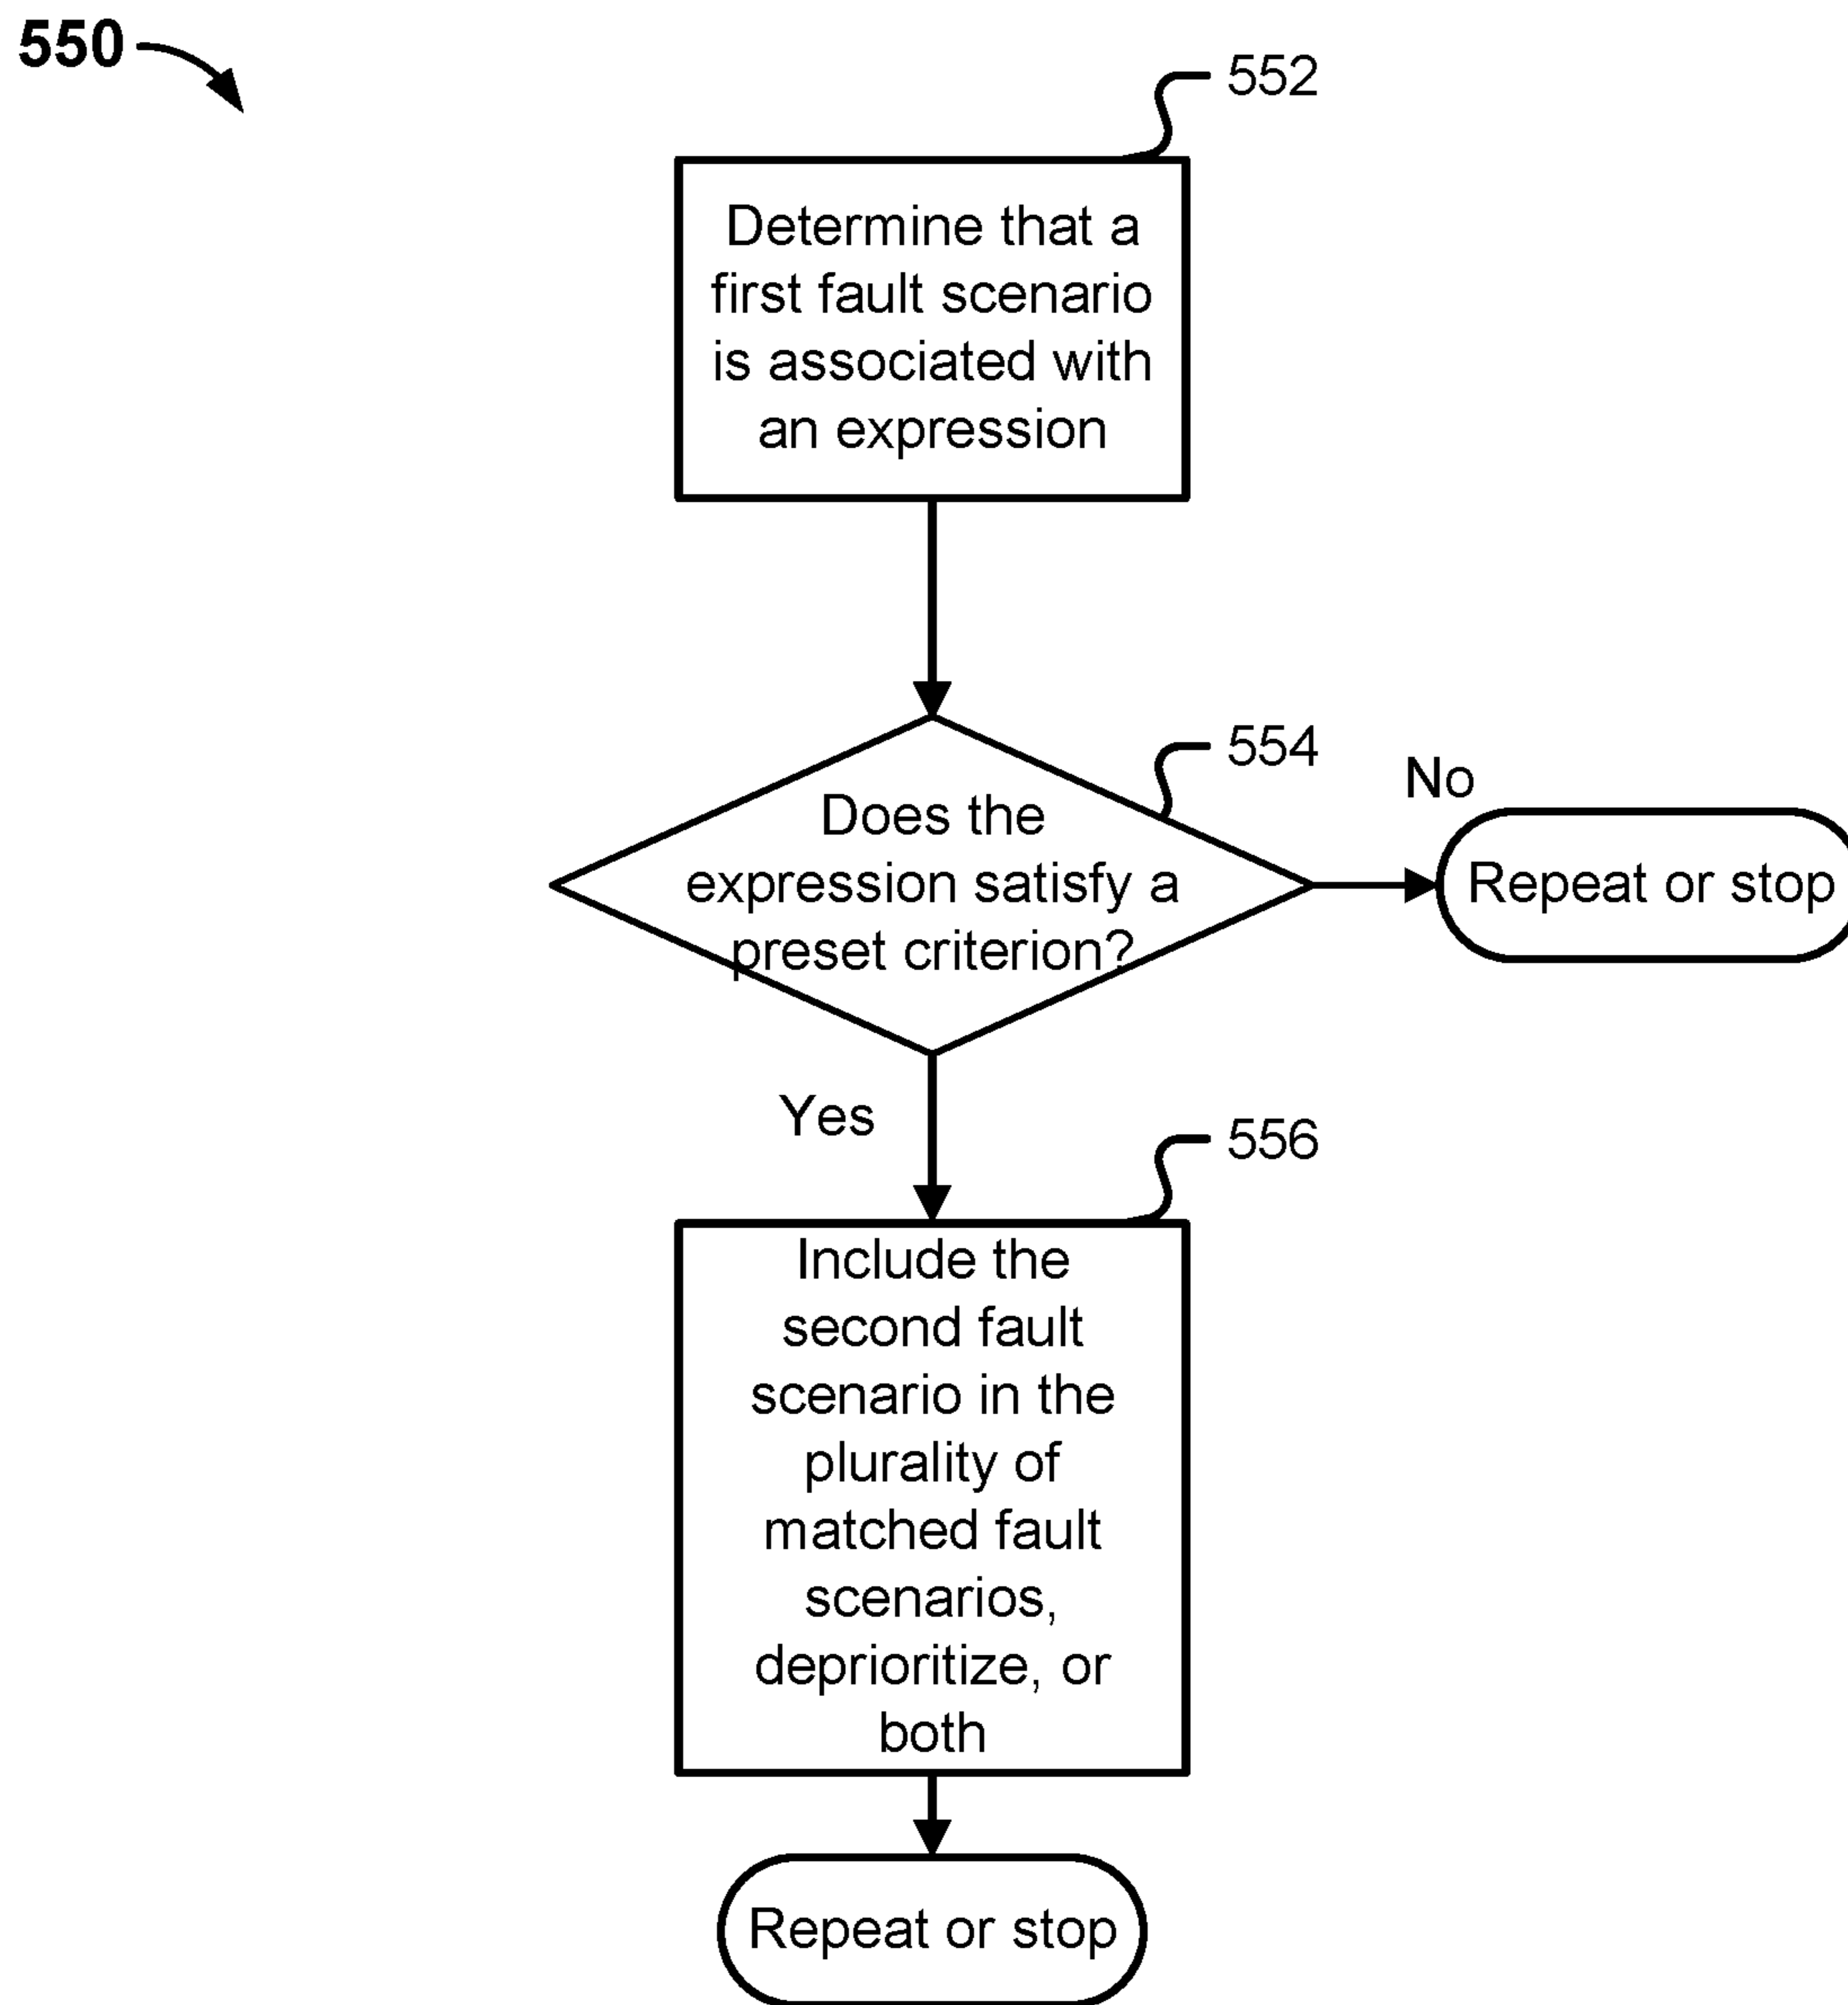 550
552
Determine that a
first fault scenario
is associated with
an expression
554
Does the
expression satisfy a
preset criterion?
No
Repeat or stop
Yes
556
Include the
second fault
scenario in the
plurality of
matched fault
scenarios,
deprioritize, or
both
Repeat or stop